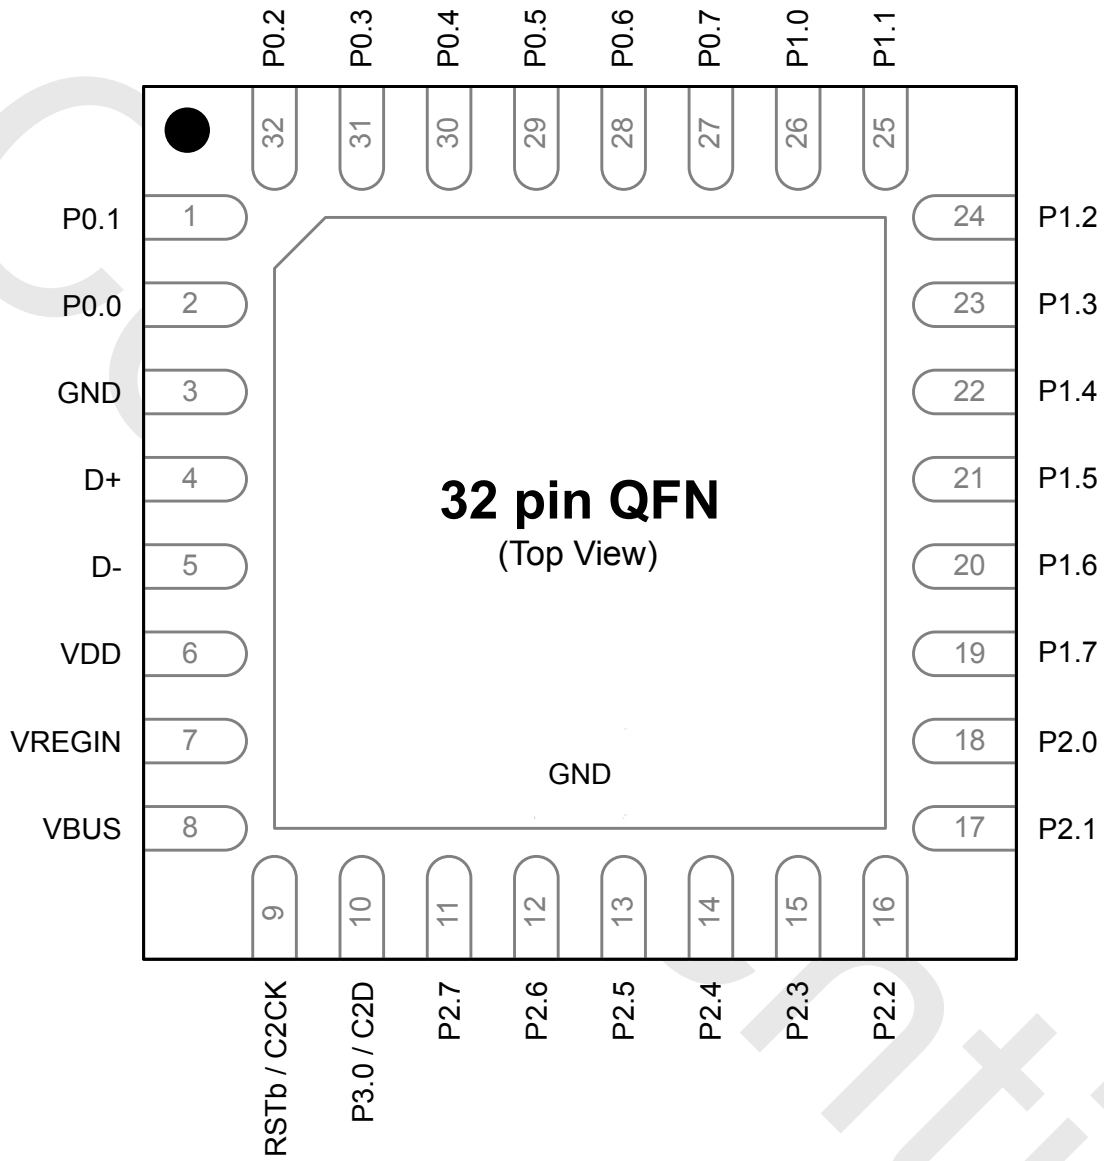 P0.2
P0.3
P0.4
P0.5
P0.6
P0.7
P1.0
P1.1
32
31
30
29
28
27
26
25
P0.1 1
24 P1.2
P0.0 2
23 P1.3
GND 3
22 P1.4
D+ 4
21 P1.5
32 pin QFN
(Top View)
D- 5
20 P1.6
VDD 6
19 P1.7
VREGIN 7
18 P2.0
GND
VBUS 8
17 P2.1
9
10
11
12
13
14
15
16
RSTb / C2CK
P3.0 / C2D
P2.7
P2.6
P2.5
P2.4
P2.3
P2.2